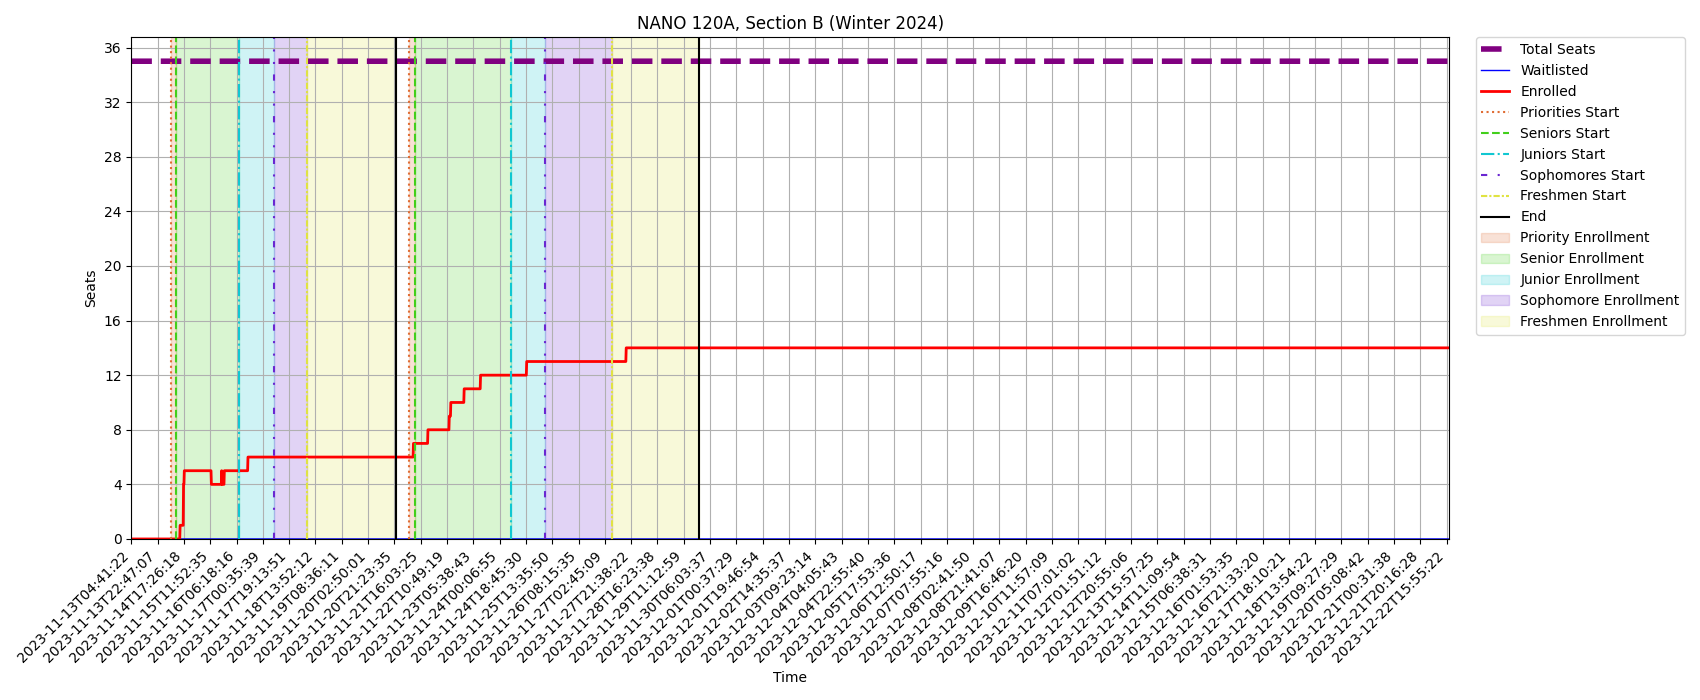 NANO 120A, Section B (Winter 2024)
Seats
36
32
28
24
20
16
12
8
4
0
2023-11-13T04:41:22
2023-11-13T22:47:07
2023-11-14T17:26:18
2023-11-15T11:52:35
2023-11-16T06:18:16
2023-11-17T00:35:39
2023-11-17T19:13:51
2023-11-18T13:52:12
2023-11-19T08:36:11
2023-11-20T02:50:01
2023-11-20T21:23:35
2023-11-21T16:03:25
2023-11-22T10:49:19
2023-11-23T05:38:43
2023-11-24T00:06:55
2023-11-24T18:45:30
2023-11-25T13:35:50
2023-11-26T08:15:35
2023-11-27T02:45:09
2023-11-27T21:38:22
2023-11-28T16:23:38
2023-11-29T11:12:59
2023-11-30T06:03:37
2023-12-01T00:37:29
2023-12-01T19:46:54
2023-12-02T14:35:37
2023-12-03T09:23:14
2023-12-04T04:05:43
2023-12-04T22:55:40
2023-12-05T17:53:36
2023-12-06T12:50:17
2023-12-07T07:55:16
2023-12-08T02:41:50
2023-12-08T21:41:07
2023-12-09T16:46:20
2023-12-10T11:57:09
2023-12-11T07:01:02
2023-12-12T01:51:12
2023-12-12T20:55:06
2023-12-13T15:57:25
2023-12-14T11:09:54
2023-12-15T06:38:31
2023-12-16T01:53:35
2023-12-16T21:33:20
2023-12-17T18:10:21
2023-12-18T13:54:22
2023-12-19T09:27:29
2023-12-20T05:08:42
2023-12-21T00:31:38
2023-12-21T20:16:28
2023-12-22T15:55:22
Time
Total Seats
Waitlisted
Enrolled
Priorities Start
Seniors Start
Juniors Start
Sophomores Start
Freshmen Start
End
Priority Enrollment
Senior Enrollment
Junior Enrollment
Sophomore Enrollment
Freshmen Enrollment